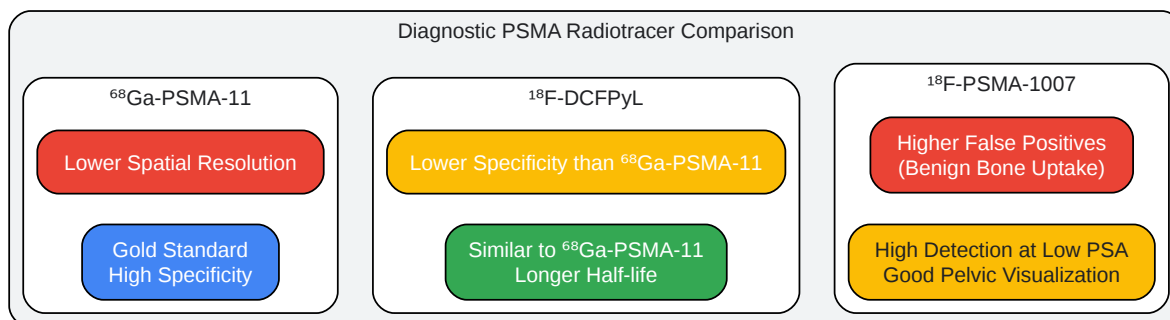 Diagnostic PSMA Radiotracer Comparison
⁶⁸Ga-PSMA-11
Lower Spatial Resolution
Gold Standard
High Specificity
¹⁸F-DCFPyL
Lower Specificity than ⁶⁸Ga-PSMA-11
Similar to ⁶⁸Ga-PSMA-11
Longer Half-life
¹⁸F-PSMA-1007
Higher False Positives
(Benign Bone Uptake)
High Detection at Low PSA
Good Pelvic Visualization